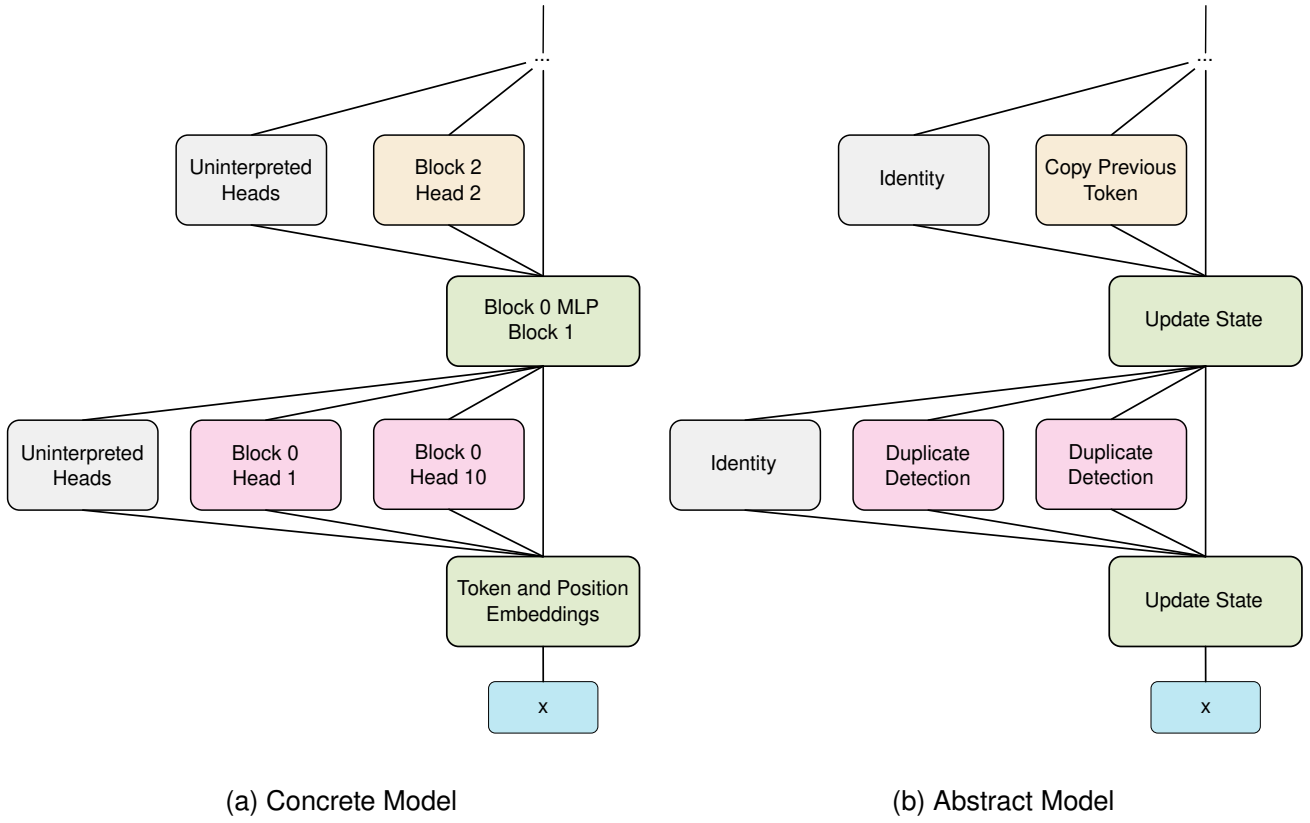 ...
Uninterpreted
Heads
Block 2
Head 2
Block 0 MLP
Block 1
Uninterpreted
Heads
Block 0
Head 1
Block 0
Head 10
Token and Position
Embeddings
x
(a) Concrete Model
...
Identity
Copy Previous
Token
Update State
Identity
Duplicate
Detection
Duplicate
Detection
Update State
x
(b) Abstract Model